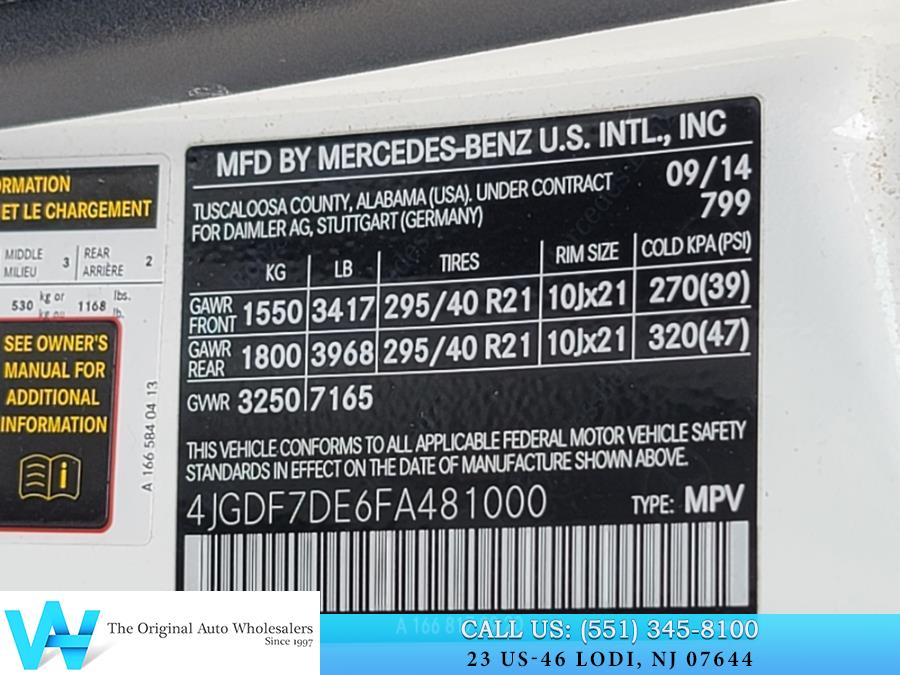 ORMATION
ET LE CHARGEMENT
MIDDLE
MILIEU 3
REAR
ARRIÈRE 2
530 kg or 1168 lbs.
kg ou lb.
SEE OWNER'S
MANUAL FOR
ADDITIONAL
INFORMATION
A 166 584 04 13
MFD BY MERCEDES-BENZ U.S. INTL., INC
TUSCALOOSA COUNTY, ALABAMA (USA). UNDER CONTRACT 09/14
FOR DAIMLER AG, STUTTGART (GERMANY) 799
KG LB TIRES RIM SIZE COLD KPA (PSI)
GAWR FRONT 1550 3417 295/40 R21 10Jx21 270(39)
GAWR REAR 1800 3968 295/40 R21 10Jx21 320(47)
GVWR 3250 7165
THIS VEHICLE CONFORMS TO ALL APPLICABLE FEDERAL MOTOR VEHICLE SAFETY
STANDARDS IN EFFECT ON THE DATE OF MANUFACTURE SHOWN ABOVE.
4JGDF7DE6FA481000 TYPE: MPV
A 166
The Original Auto Wholesalers
Since 1997
CALL US: (551) 345-8100
23 US-46 LODI, NJ 07644